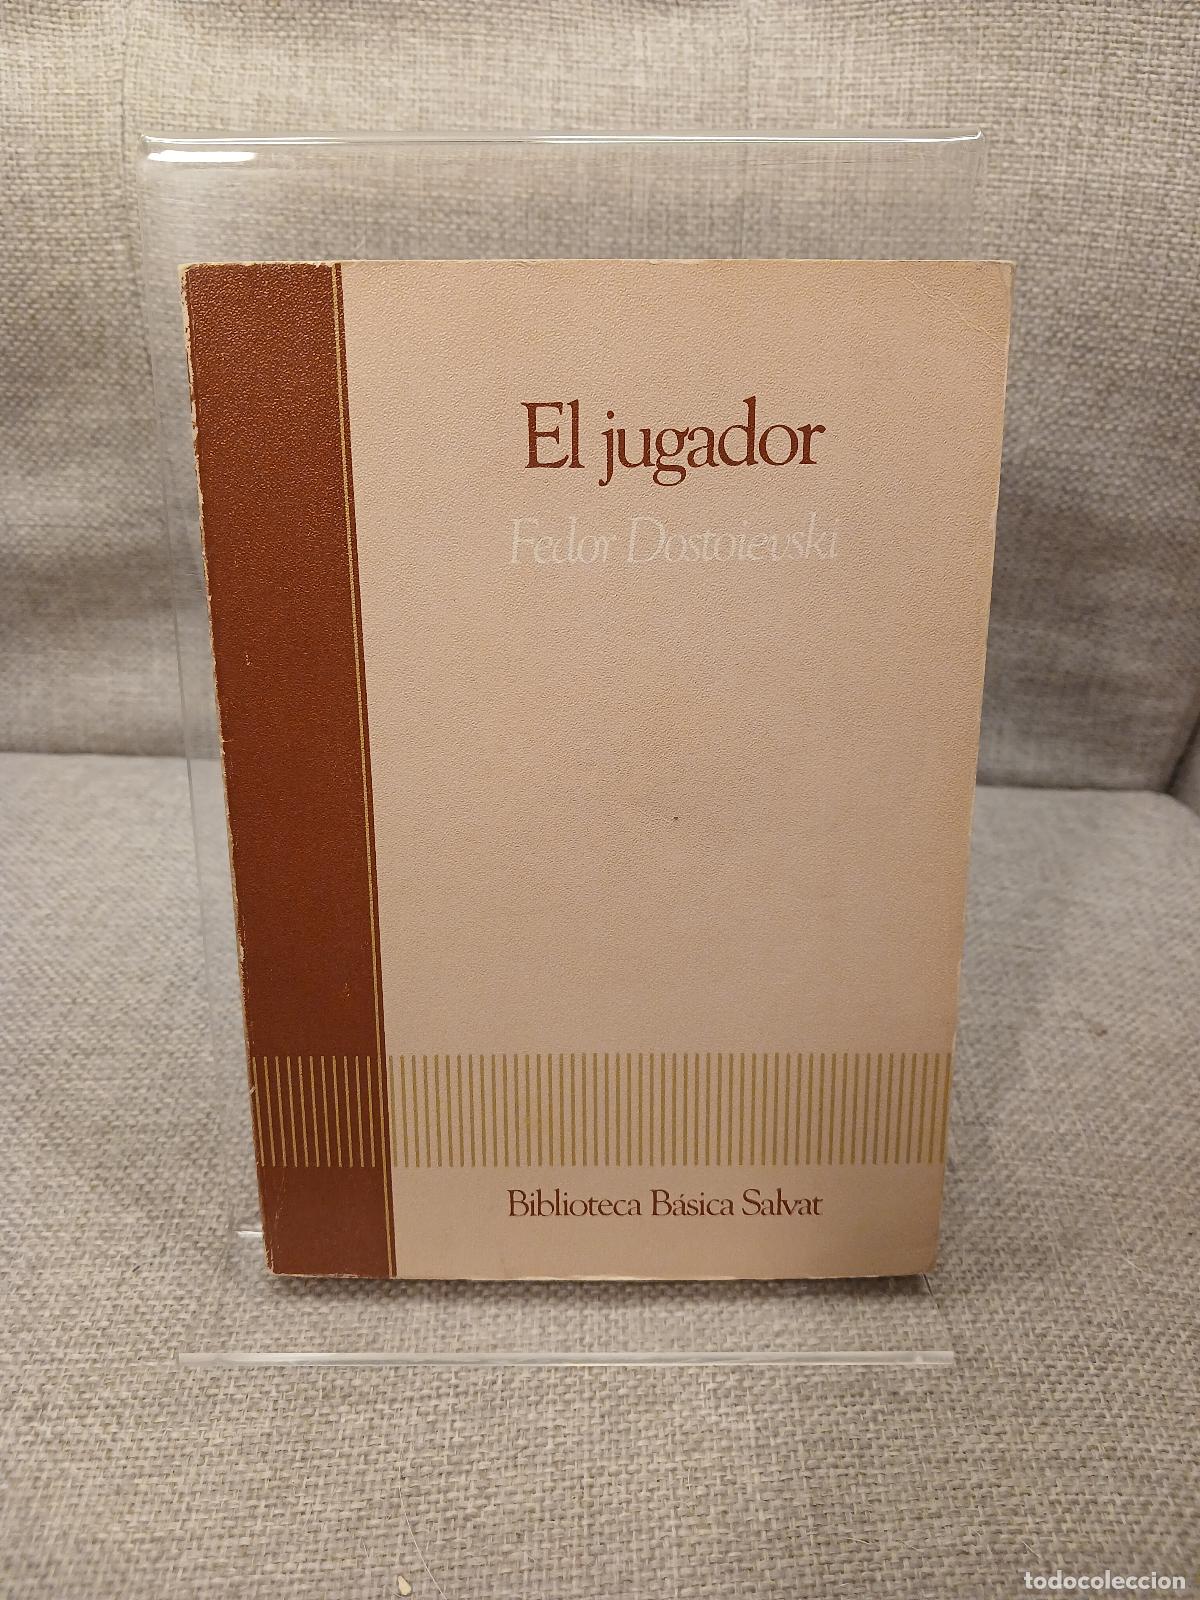 El jugador
Fedor Dostoievski
Biblioteca Básica Salvat
todocoleccion